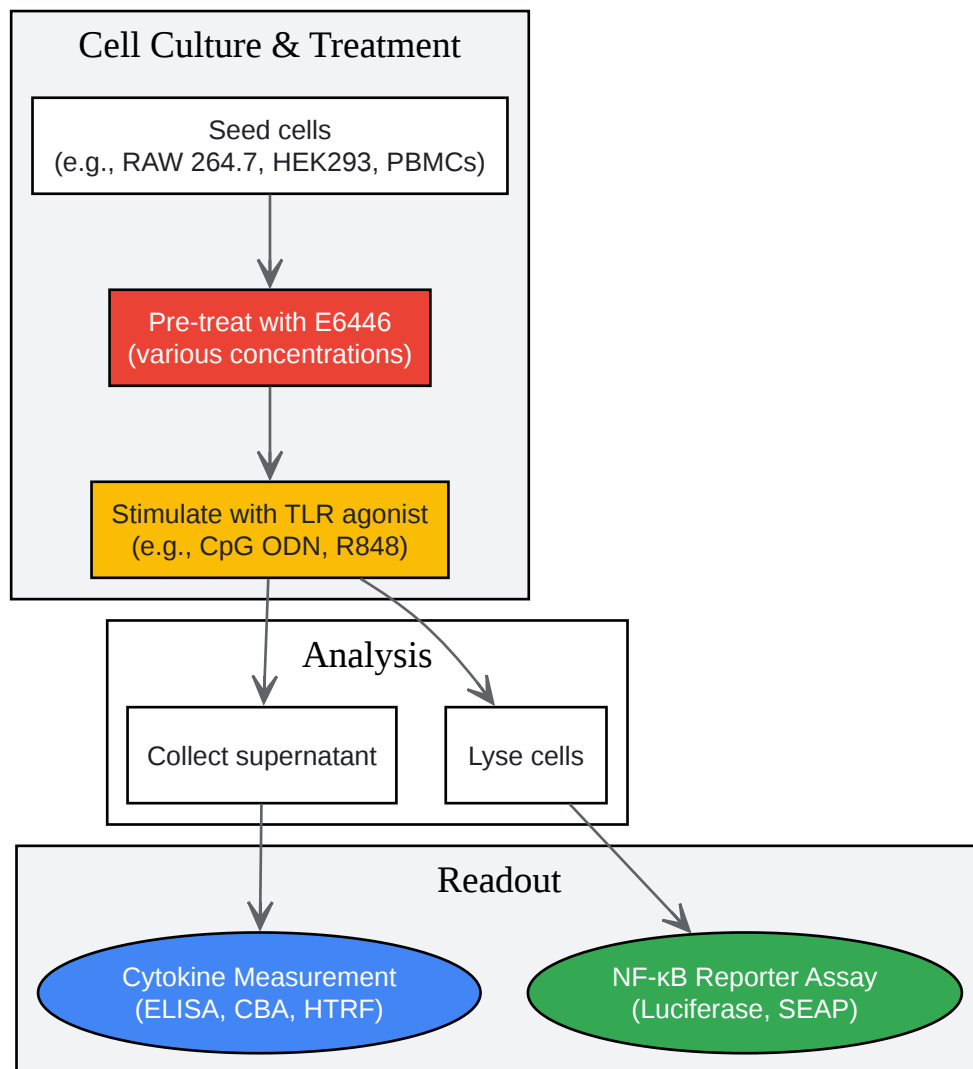 Cell Culture & Treatment
Seed cells
(e.g., RAW 264.7, HEK293, PBMCs)
Pre-treat with E6446
(various concentrations)
Stimulate with TLR agonist
(e.g., CpG ODN, R848)
Analysis
Collect supernatant
Lyse cells
Readout
Cytokine Measurement
(ELISA, CBA, HTRF)
NF-κB Reporter Assay
(Luciferase, SEAP)